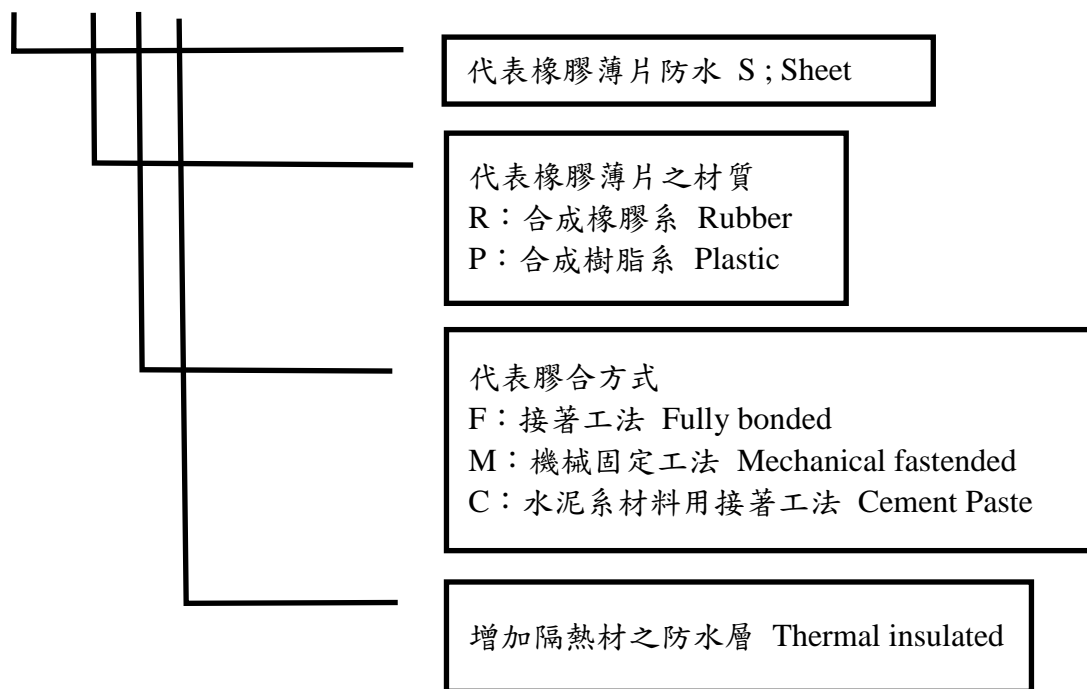 代表橡膠薄片防水 S ; Sheet
代表橡膠薄片之材質
R：合成橡膠系 Rubber
P：合成樹脂系 Plastic
代表膠合方式
F：接著工法 Fully bonded
M：機械固定工法 Mechanical fastended
C：水泥系材料用接著工法 Cement Paste
增加隔熱材之防水層 Thermal insulated